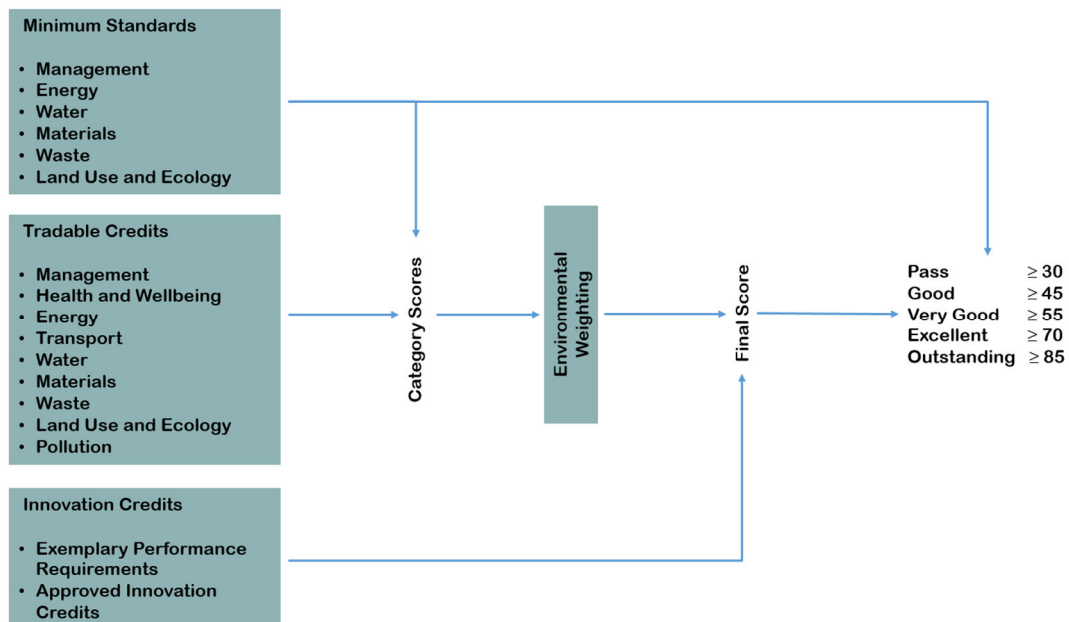 Minimum Standards
• Management
• Energy
• Water
• Materials
• Waste
• Land Use and Ecology
Tradable Credits
• Management
• Health and Wellbeing
• Energy
• Transport
• Water
• Materials
• Waste
• Land Use and Ecology
• Pollution
Innovation Credits
• Exemplary Performance
Requirements
• Approved Innovation
Credits
Category Scores
Environmental
Weighting
Final Score
Pass ≥ 30
Good ≥ 45
Very Good ≥ 55
Excellent ≥ 70
Outstanding ≥ 85